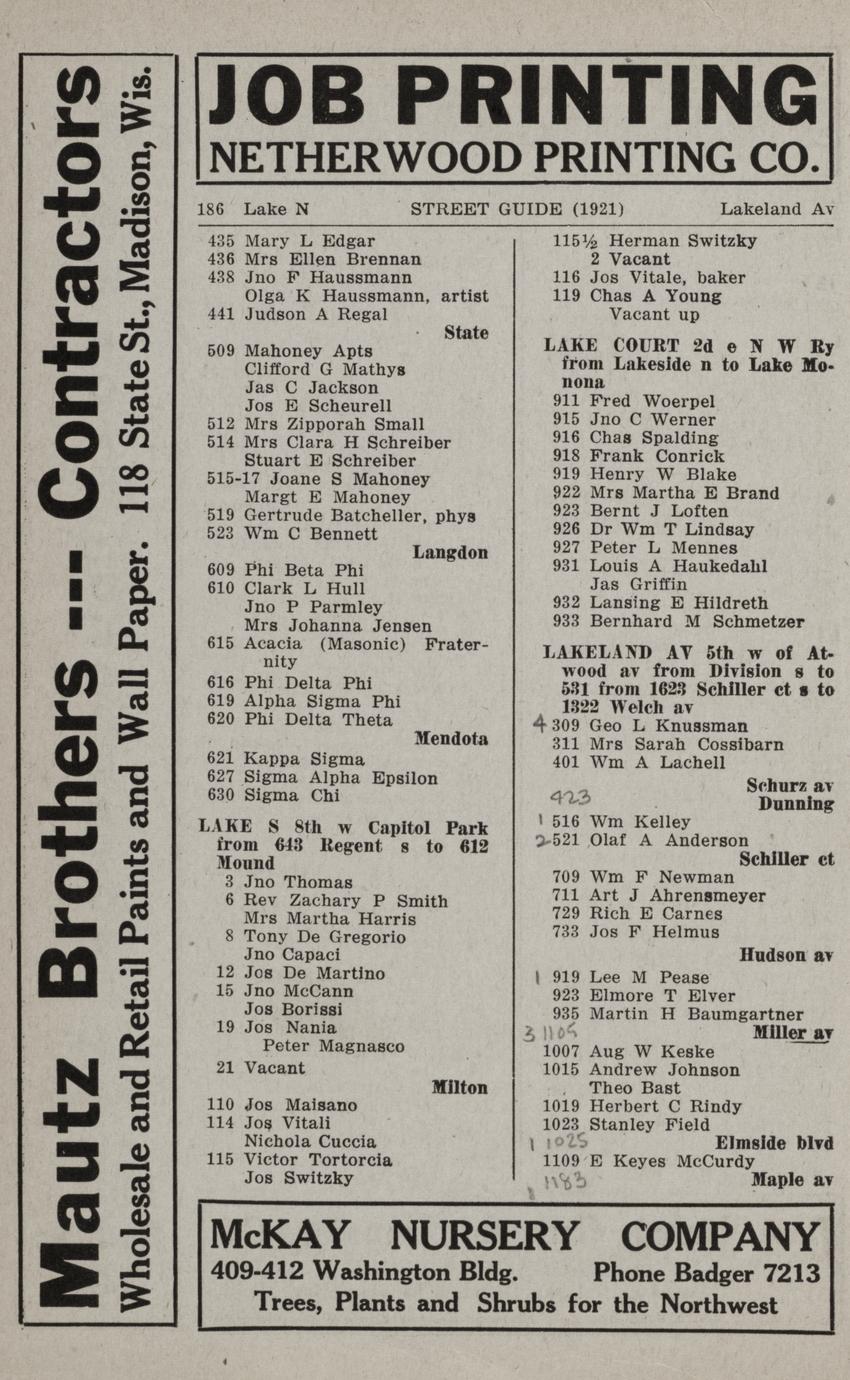 Mautz Brothers --- Contractors
Wholesale and Retail Paints and Wall Paper. 118 State St., Madison, Wis.
JOB PRINTING
NETHERWOOD PRINTING CO.
186 Lake N STREET GUIDE (1921) Lakeland Av
435 Mary L Edgar
436 Mrs Ellen Brennan
438 Jno F Haussmann
Olga K Haussmann, artist
441 Judson A Regal
State
509 Mahoney Apts
Clifford G Mathys
Jas C Jackson
Jos E Scheurell
512 Mrs Zipporah Small
514 Mrs Clara H Schreiber
Stuart E Schreiber
515-17 Joane S Mahoney
Margt E Mahoney
519 Gertrude Batcheller, phys
523 Wm C Bennett
Langdon
609 Phi Beta Phi
610 Clark L Hull
Jno P Parmley
Mrs Johanna Jensen
615 Acacia (Masonic) Frater-
nity
616 Phi Delta Phi
619 Alpha Sigma Phi
620 Phi Delta Theta
Mendota
621 Kappa Sigma
627 Sigma Alpha Epsilon
630 Sigma Chi
LAKE S 8th w Capitol Park
from 643 Regent s to 612
Mound
3 Jno Thomas
6 Rev Zachary P Smith
Mrs Martha Harris
8 Tony De Gregorio
Jno Capaci
12 Jos De Martino
15 Jno McCann
Jos Borissi
19 Jos Nania
Peter Magnasco
21 Vacant
Milton
110 Jos Maisano
114 Jos Vitali
Nichola Cuccia
115 Victor Tortorcia
Jos Switzky
115½ Herman Switzky
2 Vacant
116 Jos Vitale, baker
119 Chas A Young
Vacant up
LAKE COURT 2d e N W Ry
from Lakeside n to Lake Mo-
nona
911 Fred Woerpel
915 Jno C Werner
916 Chas Spalding
918 Frank Conrick
919 Henry W Blake
922 Mrs Martha E Brand
923 Bernt J Loften
926 Dr Wm T Lindsay
927 Peter L Mennes
931 Louis A Haukedahl
Jas Griffin
932 Lansing E Hildreth
933 Bernhard M Schmetzer
LAKELAND AV 5th w of At-
wood av from Division s to
531 from 1623 Schiller ct s to
1322 Welch av
4 309 Geo L Knussman
311 Mrs Sarah Cossibarn
401 Wm A Lachell
Schurz av
423
Dunning
1 516 Wm Kelley
2 521 Olaf A Anderson
Schiller ct
709 Wm F Newman
711 Art J Ahrensmeyer
729 Rich E Carnes
733 Jos F Helmus
Hudson av
1 919 Lee M Pease
923 Elmore T Elver
935 Martin H Baumgartner
3 1105 Miller av
1007 Aug W Keske
1015 Andrew Johnson
Theo Bast
1019 Herbert C Rindy
1023 Stanley Field
1 1025 Elmside blvd
1109 E Keyes McCurdy
1183 Maple av
McKAY NURSERY COMPANY
409-412 Washington Bldg. Phone Badger 7213
Trees, Plants and Shrubs for the Northwest